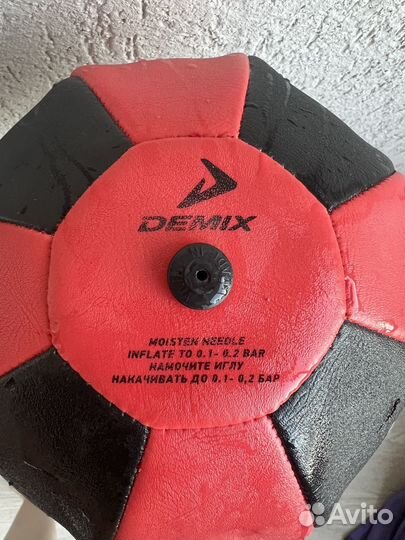 DEMIX
MOISTEN NEEDLE
INFLATE TO 0.1- 0.2 BAR
НАМОЧИТЕ ИГЛУ
НАКАЧИВАТЬ ДО 0,1- 0,2 БАР
Avito